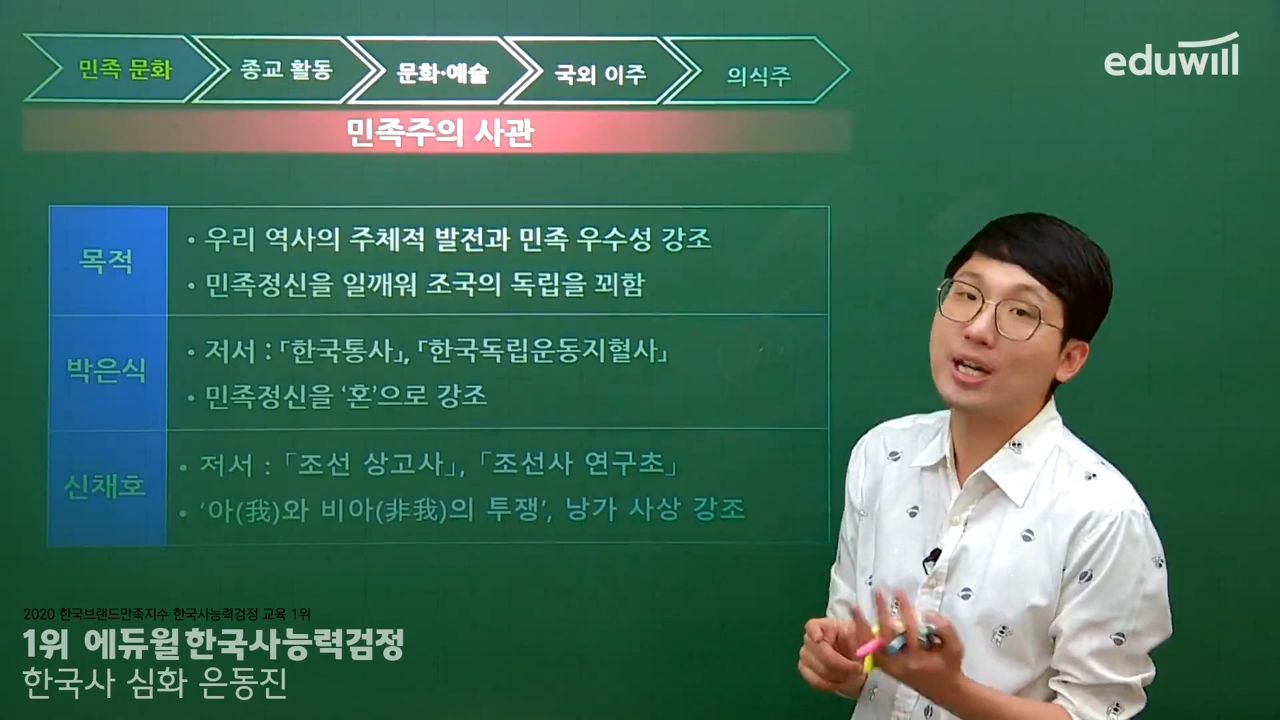 민족 문화
종교 활동
문화·예술
국외 이주
의식주
eduwill
민족주의 사관
목적
• 우리 역사의 주체적 발전과 민족 우수성 강조
• 민족정신을 일깨워 조국의 독립을 꾀함
박은식
• 저서 : 「한국통사」, 「한국독립운동지혈사」
• 민족정신을 ‘혼’으로 강조
신채호
• 저서 : 「조선 상고사」, 「조선사 연구초」
• ‘아(我)와 비아(非我)의 투쟁’, 낭가 사상 강조
2020 한국브랜드만족지수 한국사능력검정 교육 1위
1위 에듀윌한국사능력검정
한국사 심화 은동진